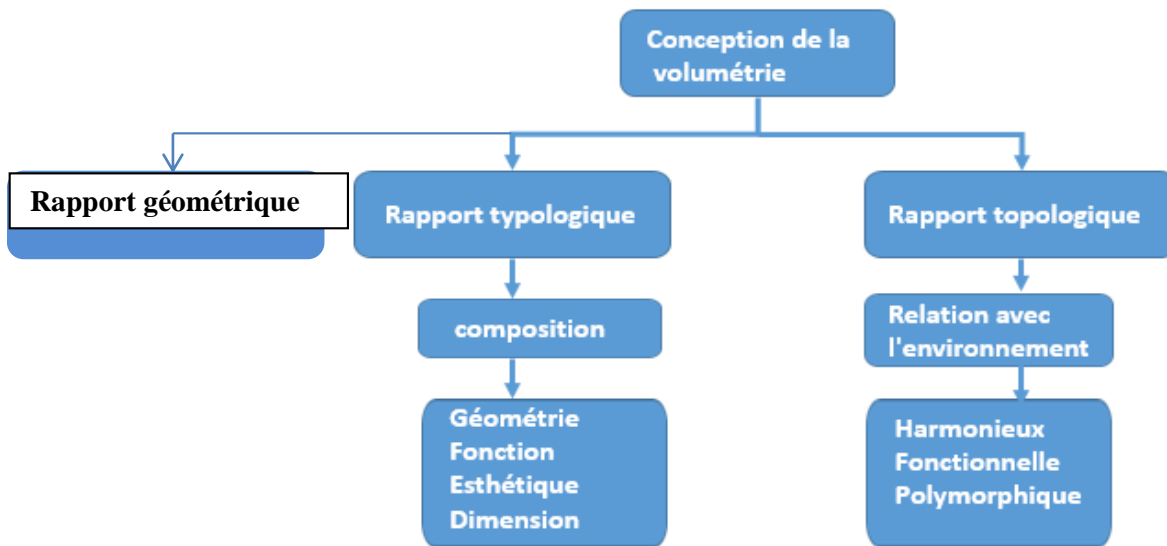 Conception de la
volumétrie
Rapport géométrique
Rapport typologique
Rapport topologique
composition
Relation avec
l'environnement
Géométrie
Fonction
Esthétique
Dimension
Harmonieux
Fonctionnelle
Polymorphique